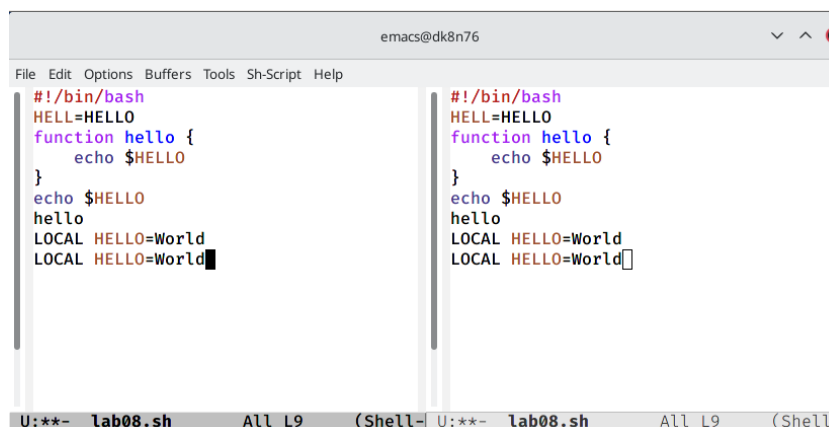 emacs@dk8n76
File Edit Options Buffers Tools Sh-Script Help
#!/bin/bash
HELL=HELLO
function hello {
    echo $HELLO
}
echo $HELLO
hello
LOCAL HELLO=World
LOCAL HELLO=World
#!/bin/bash
HELL=HELLO
function hello {
    echo $HELLO
}
echo $HELLO
hello
LOCAL HELLO=World
LOCAL HELLO=World
U:**- lab08.sh All L9 (Shell-
U:**- lab08.sh All L9 (Shell